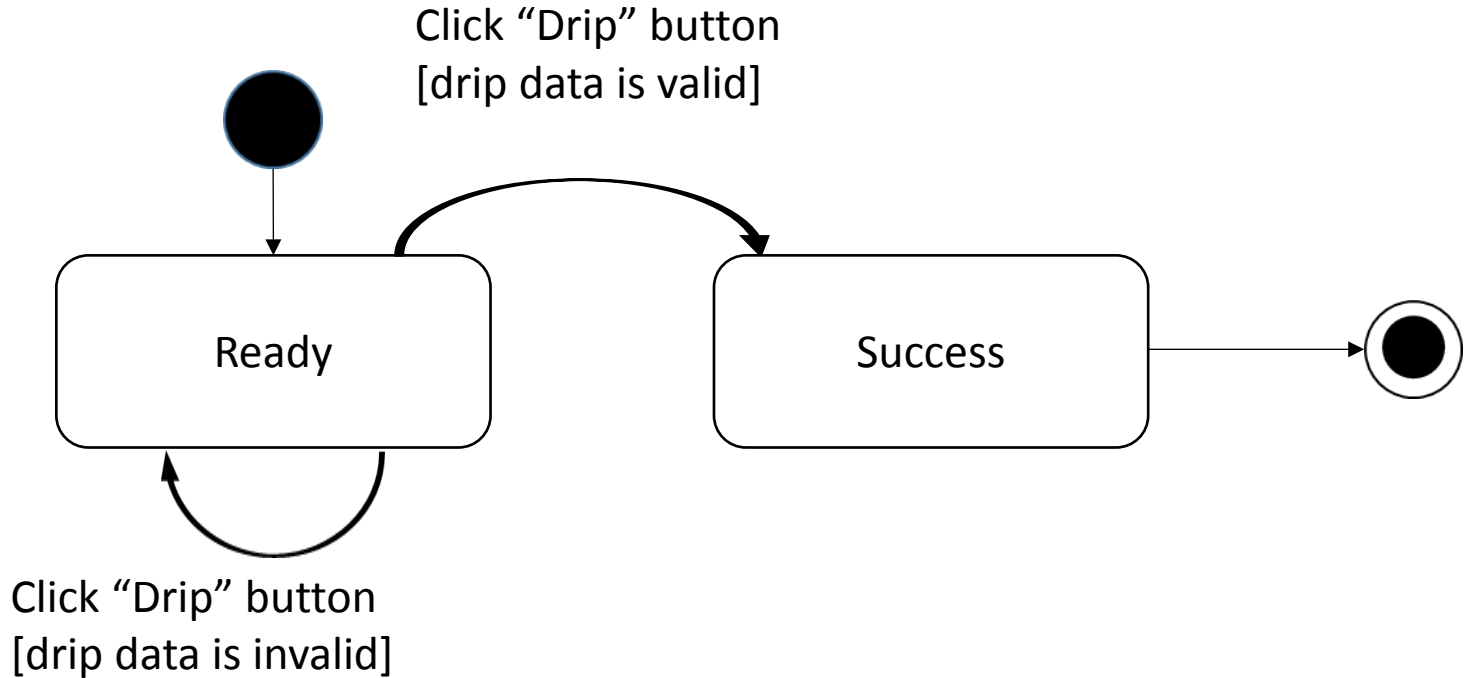 Click “Drip” button
[drip data is valid]
Ready
Success
Click “Drip” button
[drip data is invalid]